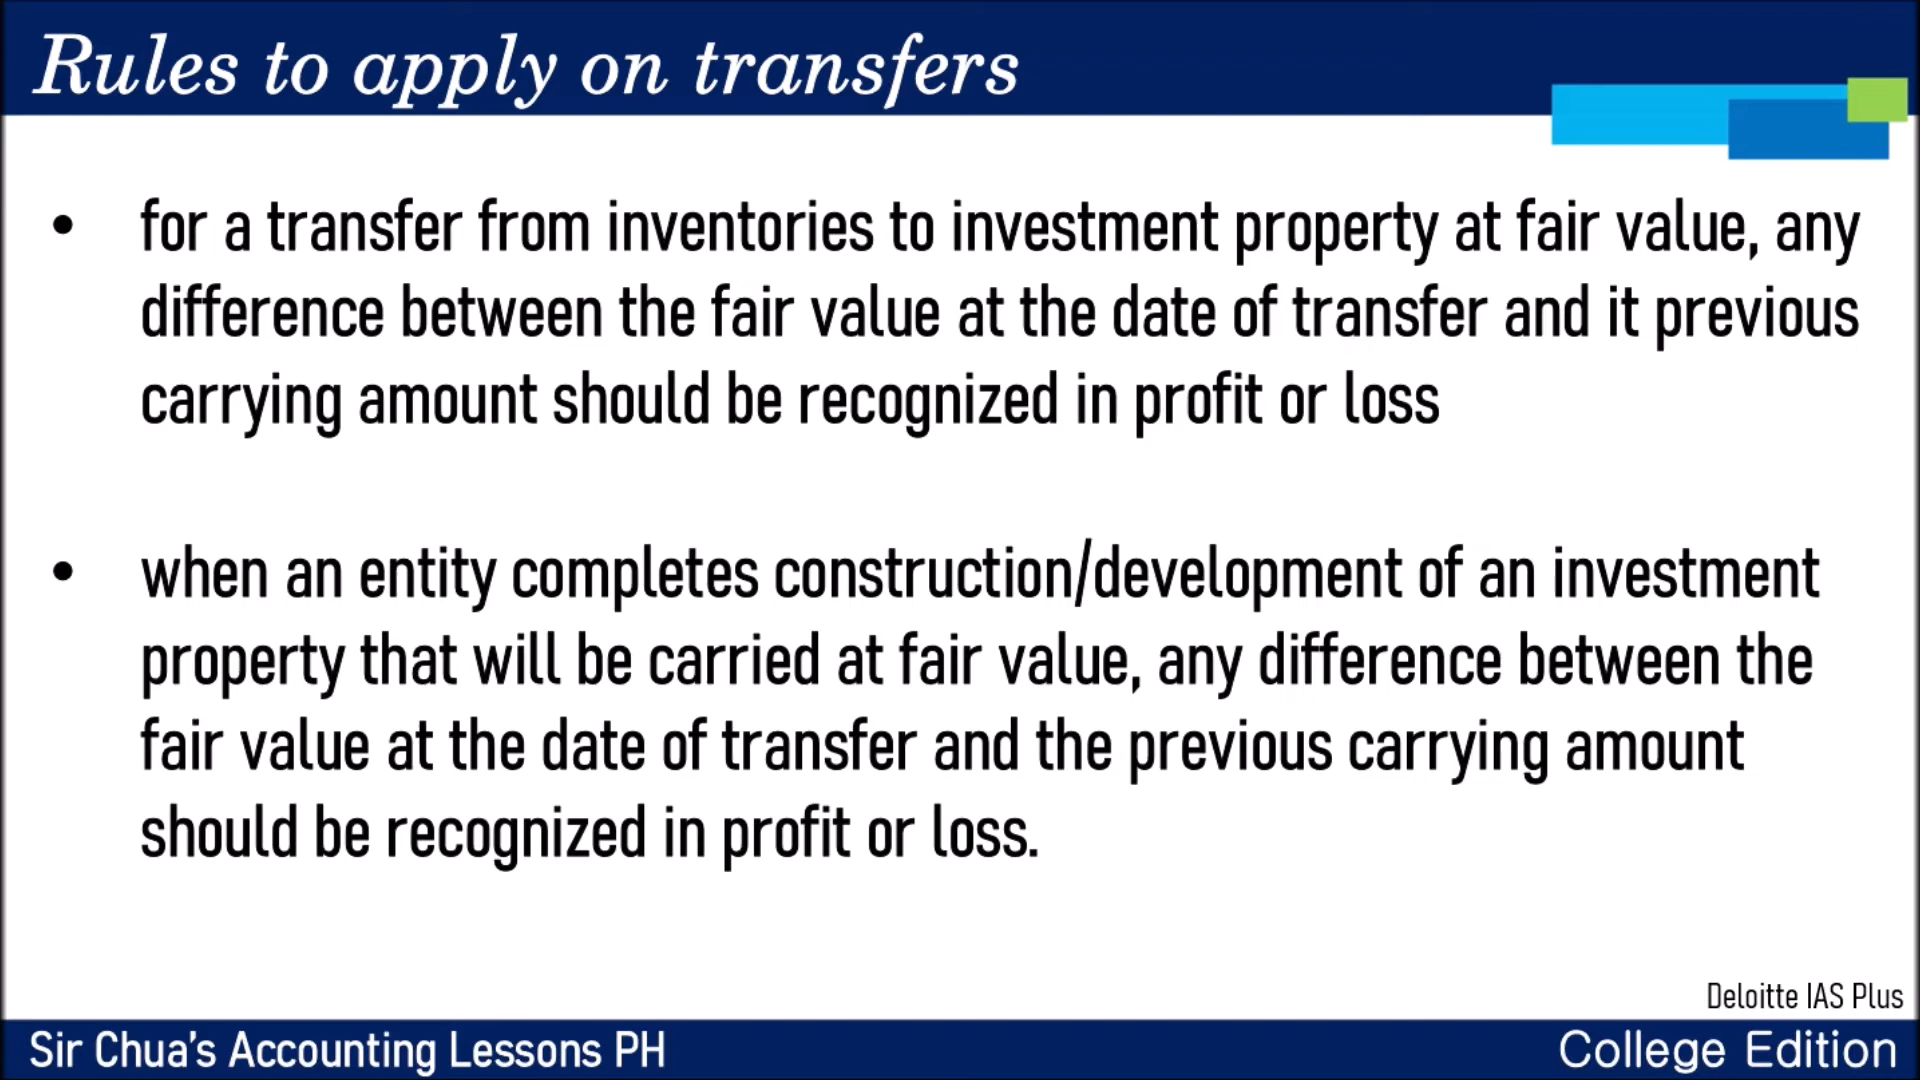 Rules to apply on transfers
• for a transfer from inventories to investment property at fair value, any
difference between the fair value at the date of transfer and it previous
carrying amount should be recognized in profit or loss
• when an entity completes construction/development of an investment
property that will be carried at fair value, any difference between the
fair value at the date of transfer and the previous carrying amount
should be recognized in profit or loss.
Deloitte IAS Plus
Sir Chua's Accounting Lessons PH
College Edition